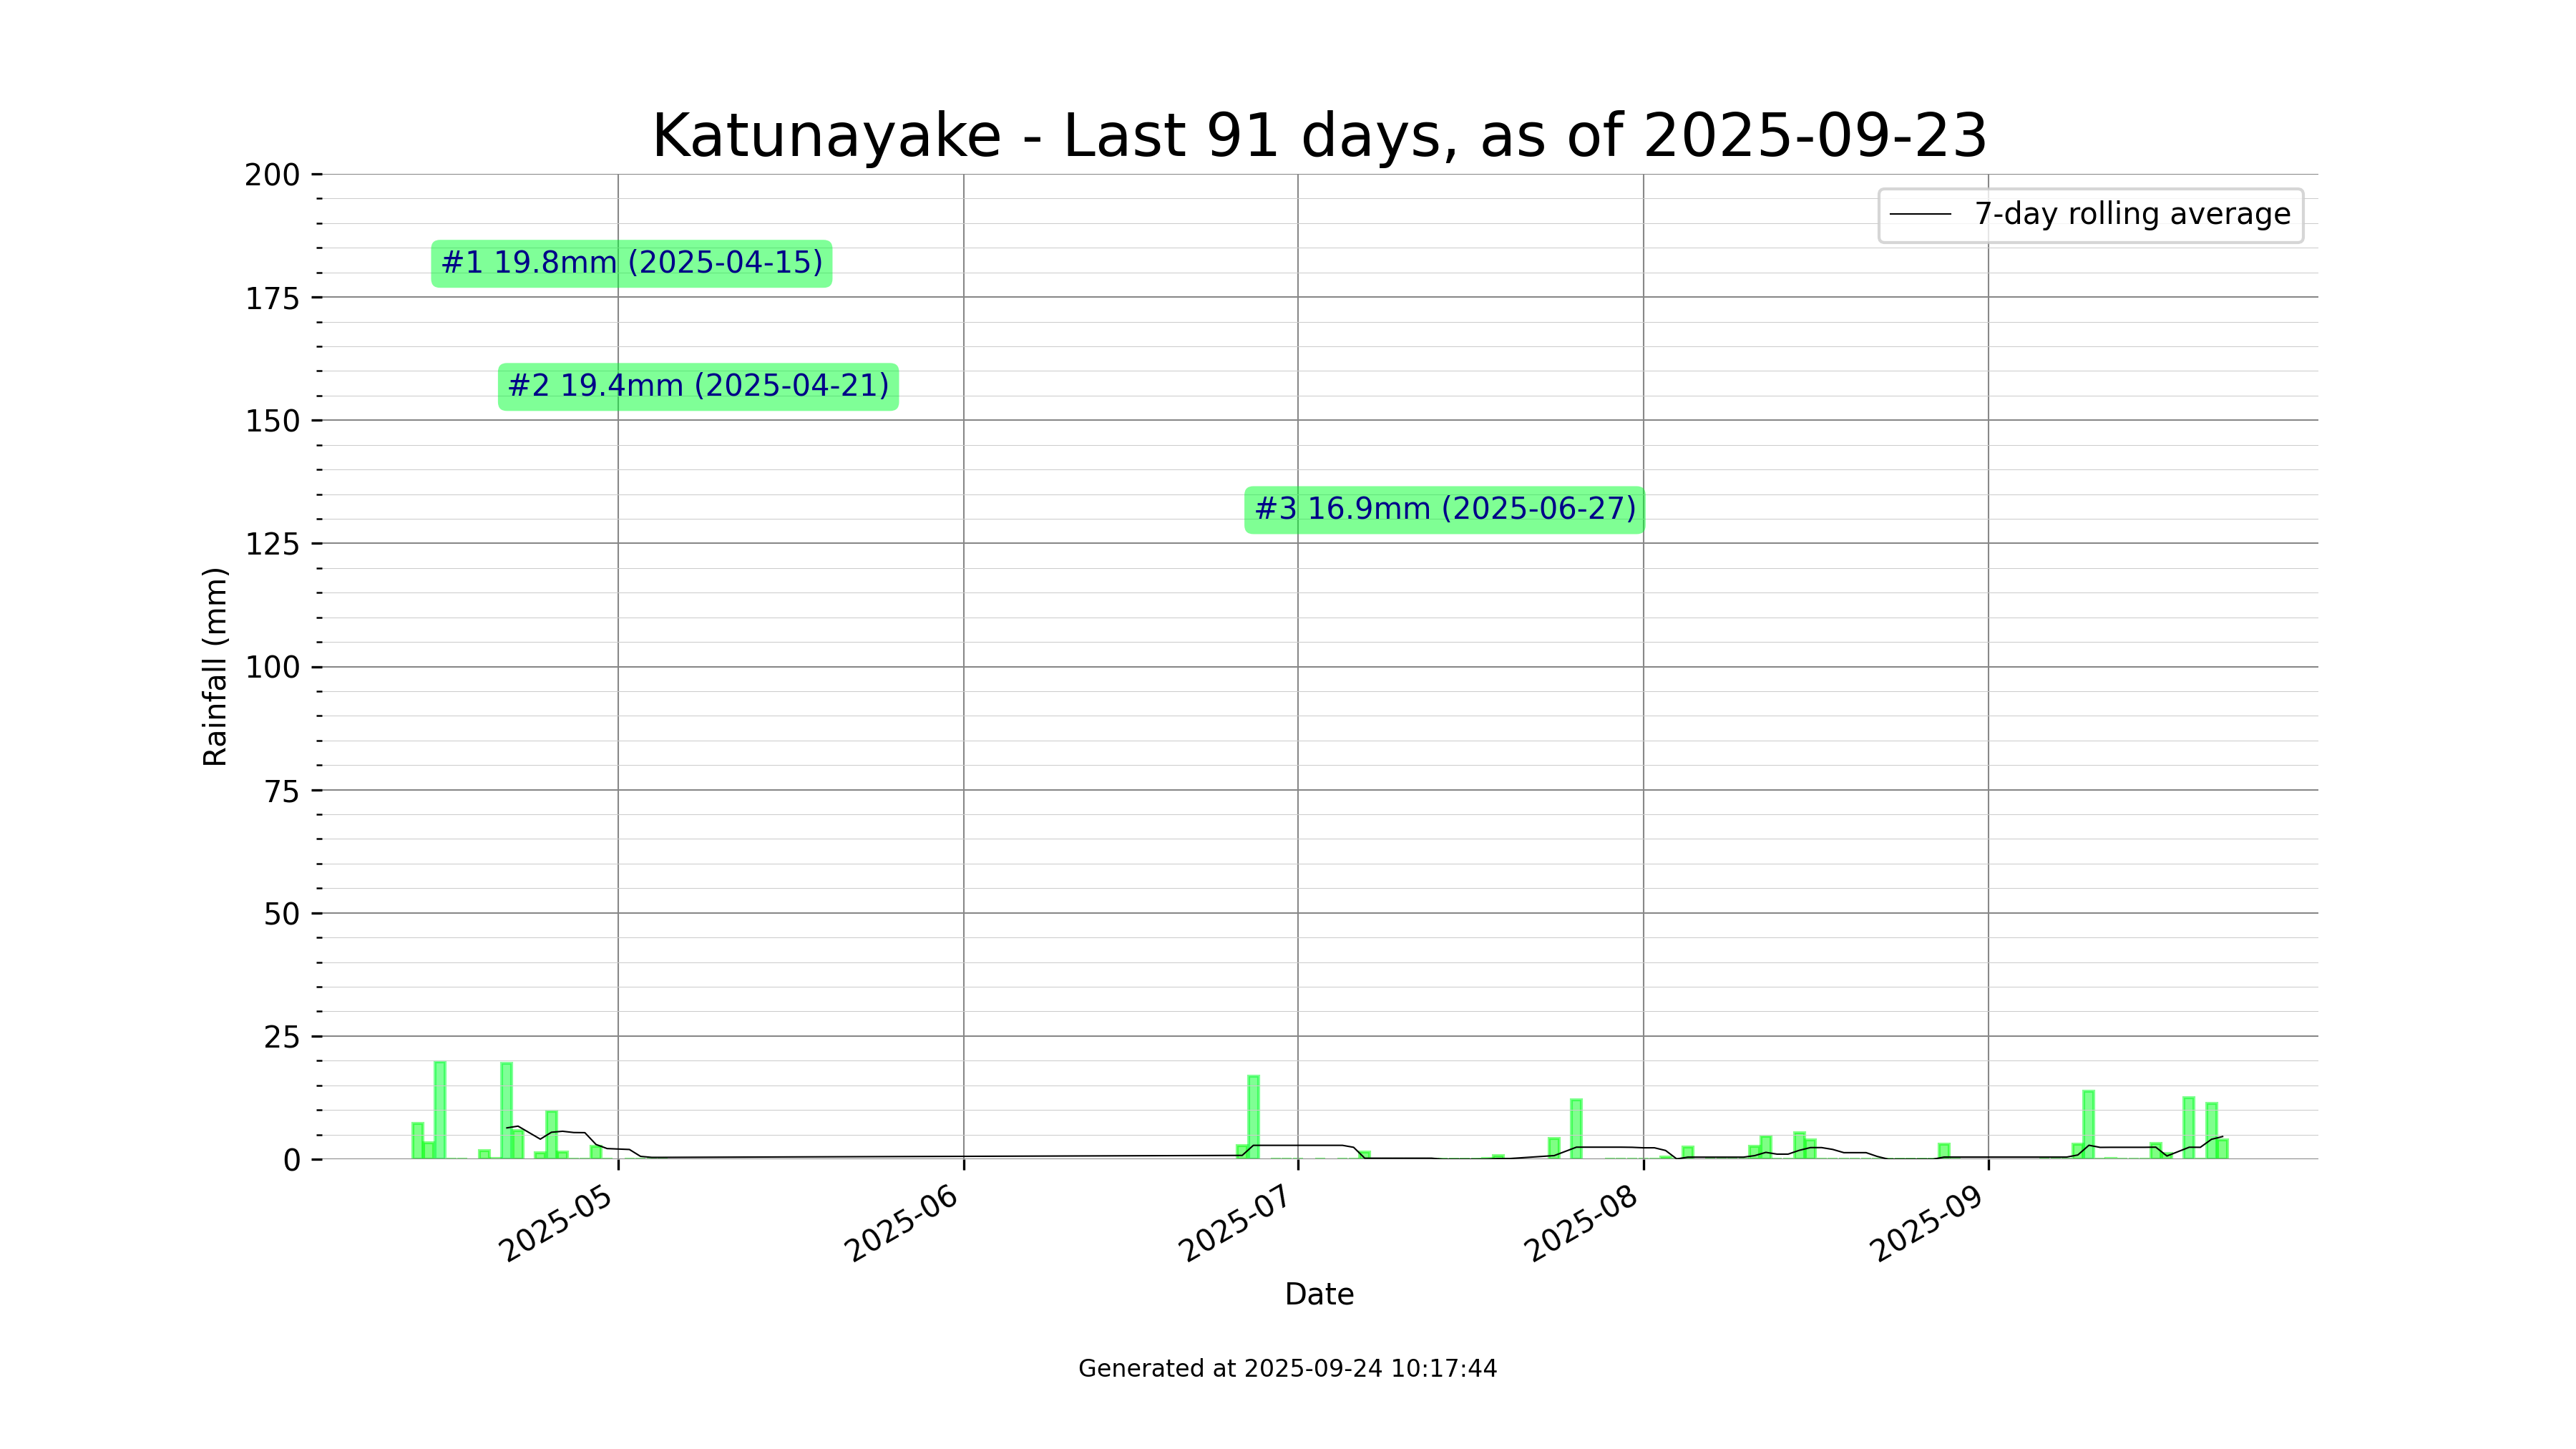 Katunayake - Last 91 days, as of 2025-09-23
200
7-day rolling average
#1 19.8mm (2025-04-15)
175
#2 19.4mm (2025-04-21)
150
#3 16.9mm (2025-06-27)
125
Rainfall (mm)
100
75
50
25
0
2025-05
2025-06
2025-07
2025-08
2025-09
Date
Generated at 2025-09-24 10:17:44